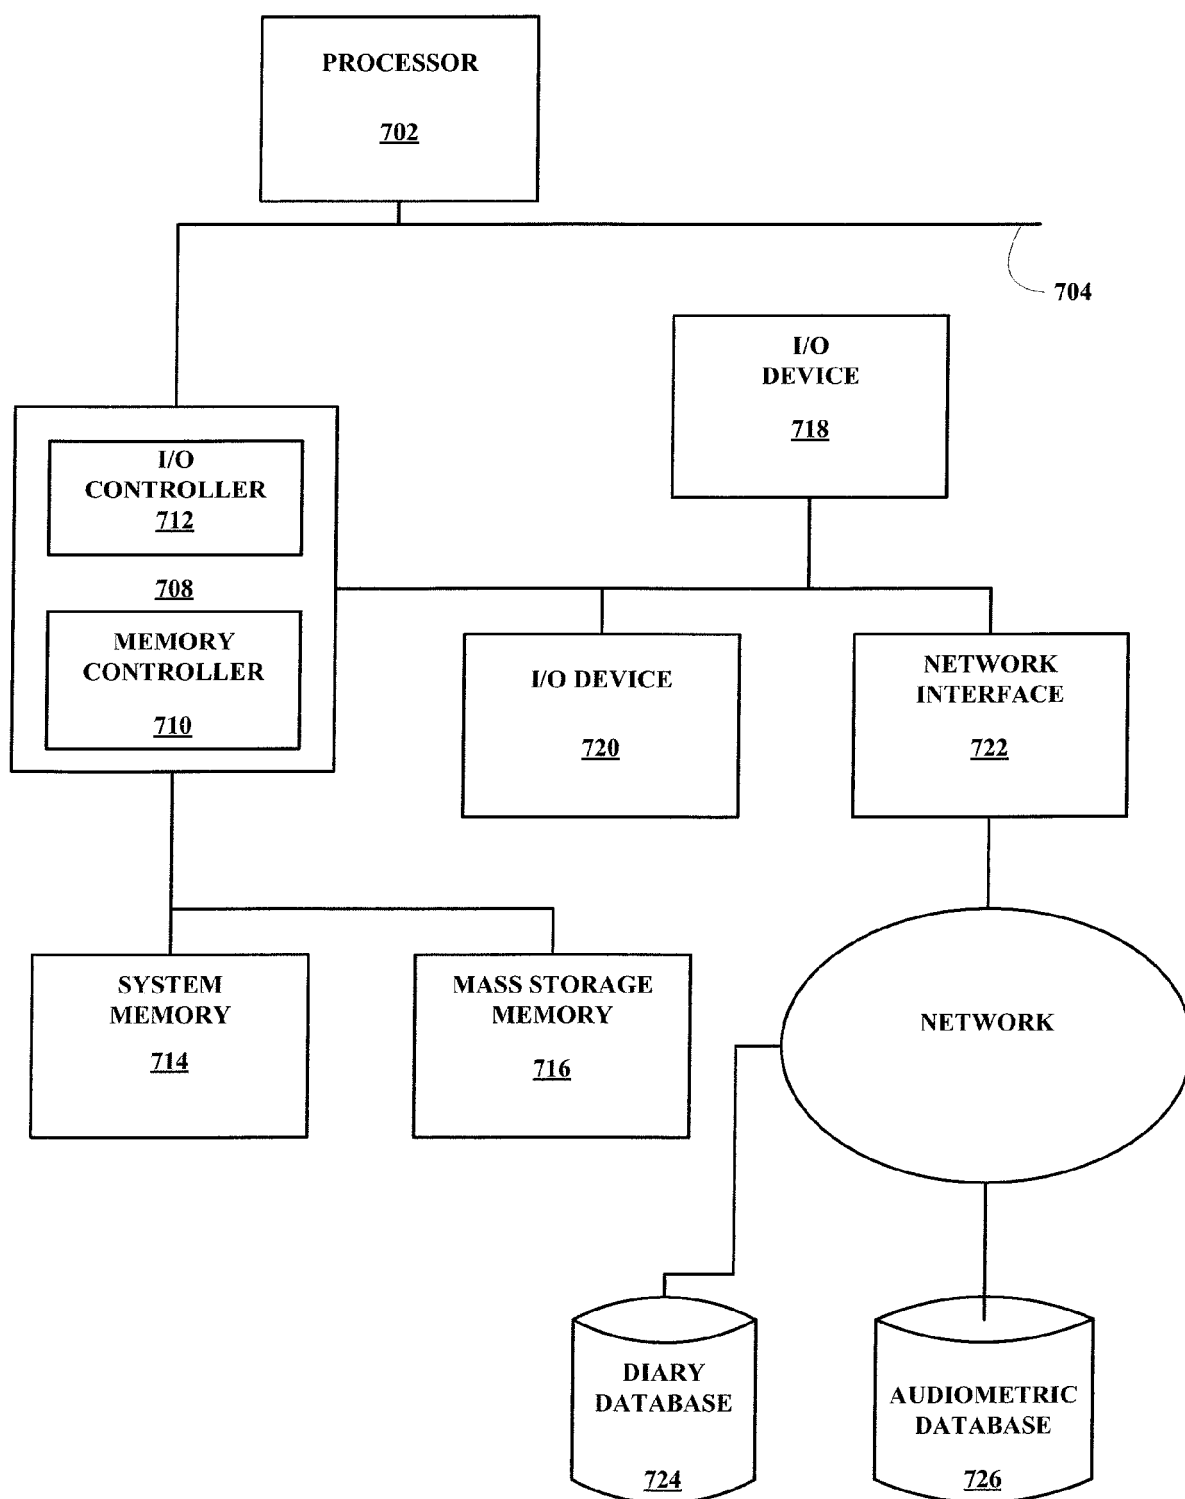 PROCESSOR
702
704
I/O
DEVICE
718
I/O
CONTROLLER
712
708
MEMORY
CONTROLLER
710
I/O DEVICE
720
NETWORK
INTERFACE
722
SYSTEM
MEMORY
714
MASS STORAGE
MEMORY
716
NETWORK
DIARY
DATABASE
724
AUDIOMETRIC
DATABASE
726